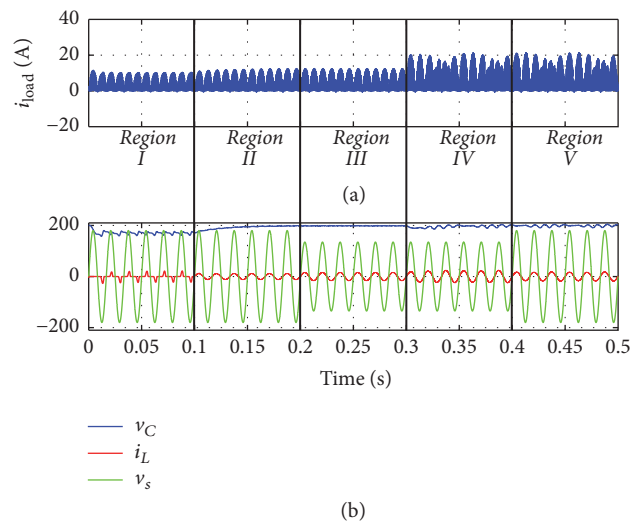 40
20
0
−20
i_load (A)
Region I
Region II
Region III
Region IV
Region V
(a)
200
0
−200
0 0.05 0.1 0.15 0.2 0.25 0.3 0.35 0.4 0.45 0.5
Time (s)
v_C
i_L
v_s
(b)